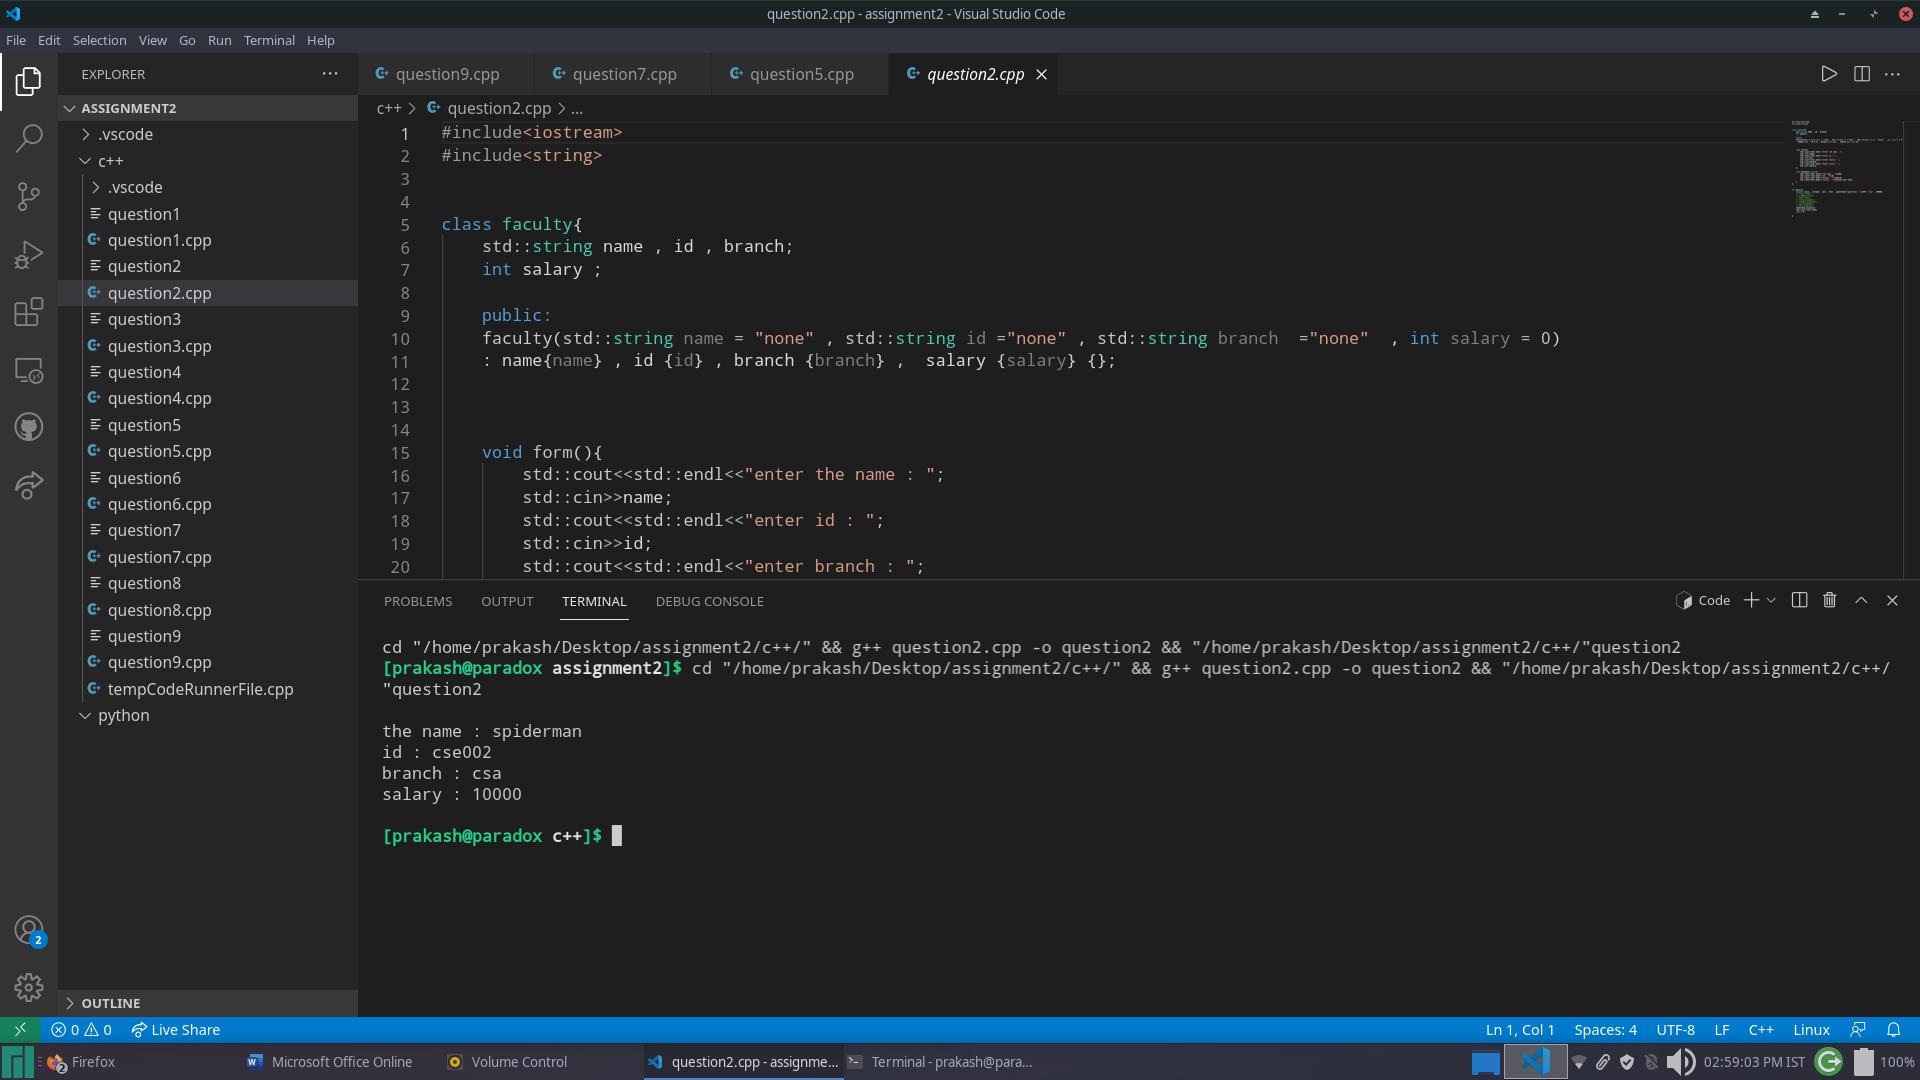 question2.cpp - assignment2 - Visual Studio Code
File Edit Selection View Go Run Terminal Help
EXPLORER
ASSIGNMENT2
.vscode
c++
.vscode
question1
question1.cpp
question2
question2.cpp
question3
question3.cpp
question4
question4.cpp
question5
question5.cpp
question6
question6.cpp
question7
question7.cpp
question8
question8.cpp
question9
question9.cpp
tempCodeRunnerFile.cpp
python
OUTLINE
2
question9.cpp question7.cpp question5.cpp question2.cpp
c++ > question2.cpp > ...
1 #include<iostream>
2 #include<string>
3
4
5 class faculty{
6 std::string name , id , branch;
7 int salary ;
8
9 public:
10 faculty(std::string name = "none" , std::string id ="none" , std::string branch  ="none"  , int salary = 0)
11 : name{name} , id {id} , branch {branch} ,  salary {salary} {};
12
13
14
15 void form(){
16 std::cout<<std::endl<<"enter the name : ";
17 std::cin>>name;
18 std::cout<<std::endl<<"enter id : ";
19 std::cin>>id;
20 std::cout<<std::endl<<"enter branch : ";
PROBLEMS OUTPUT TERMINAL DEBUG CONSOLE
Code
cd "/home/prakash/Desktop/assignment2/c++/" && g++ question2.cpp -o question2 && "/home/prakash/Desktop/assignment2/c++/"question2
[prakash@paradox assignment2]$ cd "/home/prakash/Desktop/assignment2/c++/" && g++ question2.cpp -o question2 && "/home/prakash/Desktop/assignment2/c++/
"question2
the name : spiderman
id : cse002
branch : csa
salary : 10000
[prakash@paradox c++]$
0 0 Live Share
Ln 1, Col 1 Spaces: 4 UTF-8 LF C++ Linux
2 Firefox Microsoft Office Online Volume Control question2.cpp - assignme... Terminal - prakash@para...
02:59:03 PM IST 100%